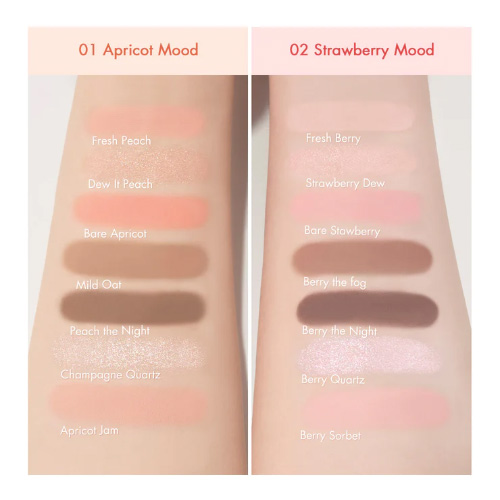 01 Apricot Mood
Fresh Peach
Dew It Peach
Bare Apricot
Mild Oat
Peach the Night
Champagne Quartz
Apricot Jam
02 Strawberry Mood
Fresh Berry
Strawberry Dew
Bare Stowberry
Berry the fog
Berry the Night
Berry Quartz
Berry Sorbet